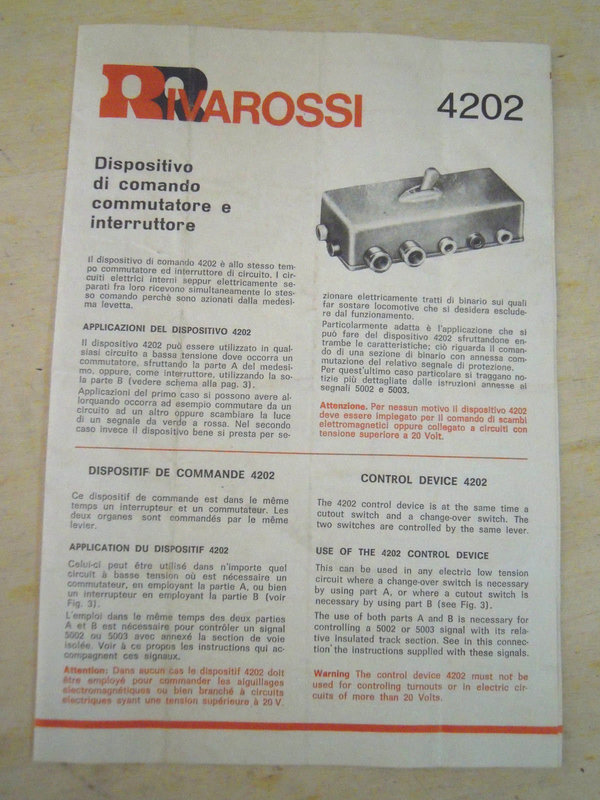 RIVAROSSI
4202
Dispositivo
di comando
commutatore e
interruttore
Il dispositivo di comando 4202 è allo stesso tem-
po commutatore ed interruttore di circuito. I cir-
cuiti elettrici interni seppur elettricamente se-
parati fra loro ricevono simultaneamente lo stes-
so comando perchè sono azionati dalla medesi-
ma levetta.
APPLICAZIONI DEL DISPOSITIVO 4202
Il dispositivo 4202 può essere utilizzato in qual-
siasi circuito a bassa tensione dove occorra un
commutatore, sfruttando la parte A del medesi-
mo, oppure, come interruttore, utilizzando la so-
la parte B (vedere schema alla pag. 3).
Applicazioni del primo caso si possono avere al-
lorquando occorra ad esempio commutare da un
circuito ad un altro oppure scambiare la luce
di un segnale da verde a rossa. Nel secondo
caso invece il dispositivo bene si presta per se-
zionare elettricamente tratti di binario sui quali
far sostare locomotive che si desidera esclude-
re dal funzionamento.
Particolarmente adatta è l'applicazione che si
può fare del dispositivo 4202 sfruttandone en-
trambe le caratteristiche; ciò riguarda il coman-
do di una sezione di binario con annessa com-
mutazione del relativo segnale di protezione.
Per quest'ultimo caso particolare si traggano no-
tizie più dettagliate dalle istruzioni annesse ai
segnali 5002 e 5003.
Attenzione. Per nessun motivo il dispositivo 4202
deve essere impiegato per il comando di scambi
elettromagnetici oppure collegato a circuiti con
tensione superiore a 20 Volt.
DISPOSITIF DE COMMANDE 4202
Ce dispositif de commande est dans le même
temps un interrupteur et un commutateur. Les
deux organes sont commandés par le même
levier.
APPLICATION DU DISPOSITIF 4202
Celui-ci peut être utilisé dans n'importe quel
circuit à basse tension où est nécessaire un
commutateur, en employant la partie A, ou bien
un interrupteur en employant la partie B (voir
Fig. 3).
L'emploi dans le même temps des deux parties
A et B est nécessaire pour contrôler un signal
5002 ou 5003 avec annexé la section de voie
isolée. Voir à ce propos les instructions qui ac-
compagnent ces signaux.
Attention: Dans aucun cas le dispositif 4202 doit
être employé pour commander les aiguillages
électromagnétiques ou bien branché à circuits
électriques ayant une tension supérieure à 20 V.
CONTROL DEVICE 4202
The 4202 control device is at the same time a
cutout switch and a change-over switch. The
two switches are controlled by the same lever.
USE OF THE 4202 CONTROL DEVICE
This can be used in any electric low tension
circuit where a change-over switch is necessary
by using part A, or where a cutout switch is
necessary by using part B (see Fig. 3).
The use of both parts A and B is necessary for
controlling a 5002 or 5003 signal with its rela-
tive Insulated track section. See in this connec-
tion the instructions supplied with these signals.
Warning The control device 4202 must not be
used for controling turnouts or in electric cir-
cuits of more than 20 Volts.